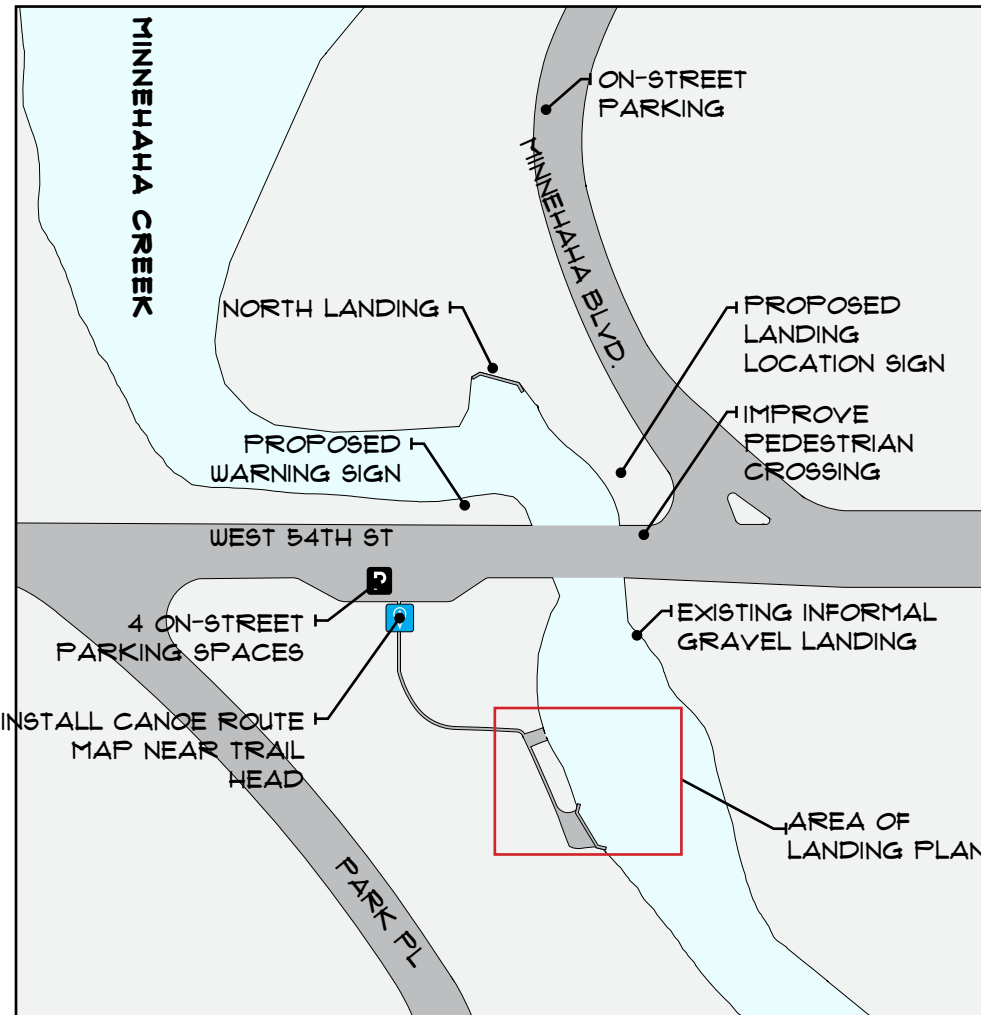 MINNEHAHA CREEK
ON-STREET
PARKING
MINNEHAHA BLVD.
NORTH LANDING
PROPOSED
LANDING
LOCATION SIGN
IMPROVE
PEDESTRIAN
CROSSING
PROPOSED
WARNING SIGN
WEST 54TH ST
P
4 ON-STREET
PARKING SPACES
EXISTING INFORMAL
GRAVEL LANDING
INSTALL CANOE ROUTE
MAP NEAR TRAIL
HEAD
AREA OF
LANDING PLAN
PARK PL